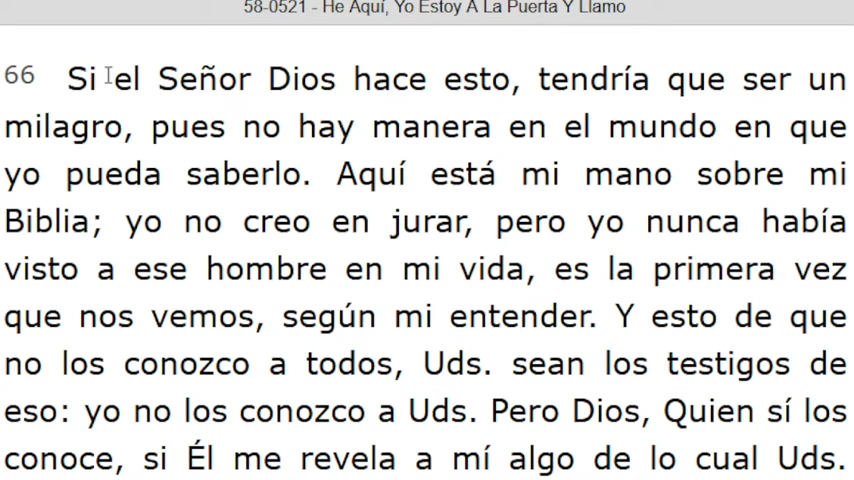 58-0521 - He Aquí, Yo Estoy A La Puerta Y Llamo
66 Si el Señor Dios hace esto, tendría que ser un
milagro, pues no hay manera en el mundo en que
yo pueda saberlo. Aquí está mi mano sobre mi
Biblia; yo no creo en jurar, pero yo nunca había
visto a ese hombre en mi vida, es la primera vez
que nos vemos, según mi entender. Y esto de que
no los conozco a todos, Uds. sean los testigos de
eso: yo no los conozco a Uds. Pero Dios, Quien sí los
conoce, si Él me revela a mí algo de lo cual Uds.